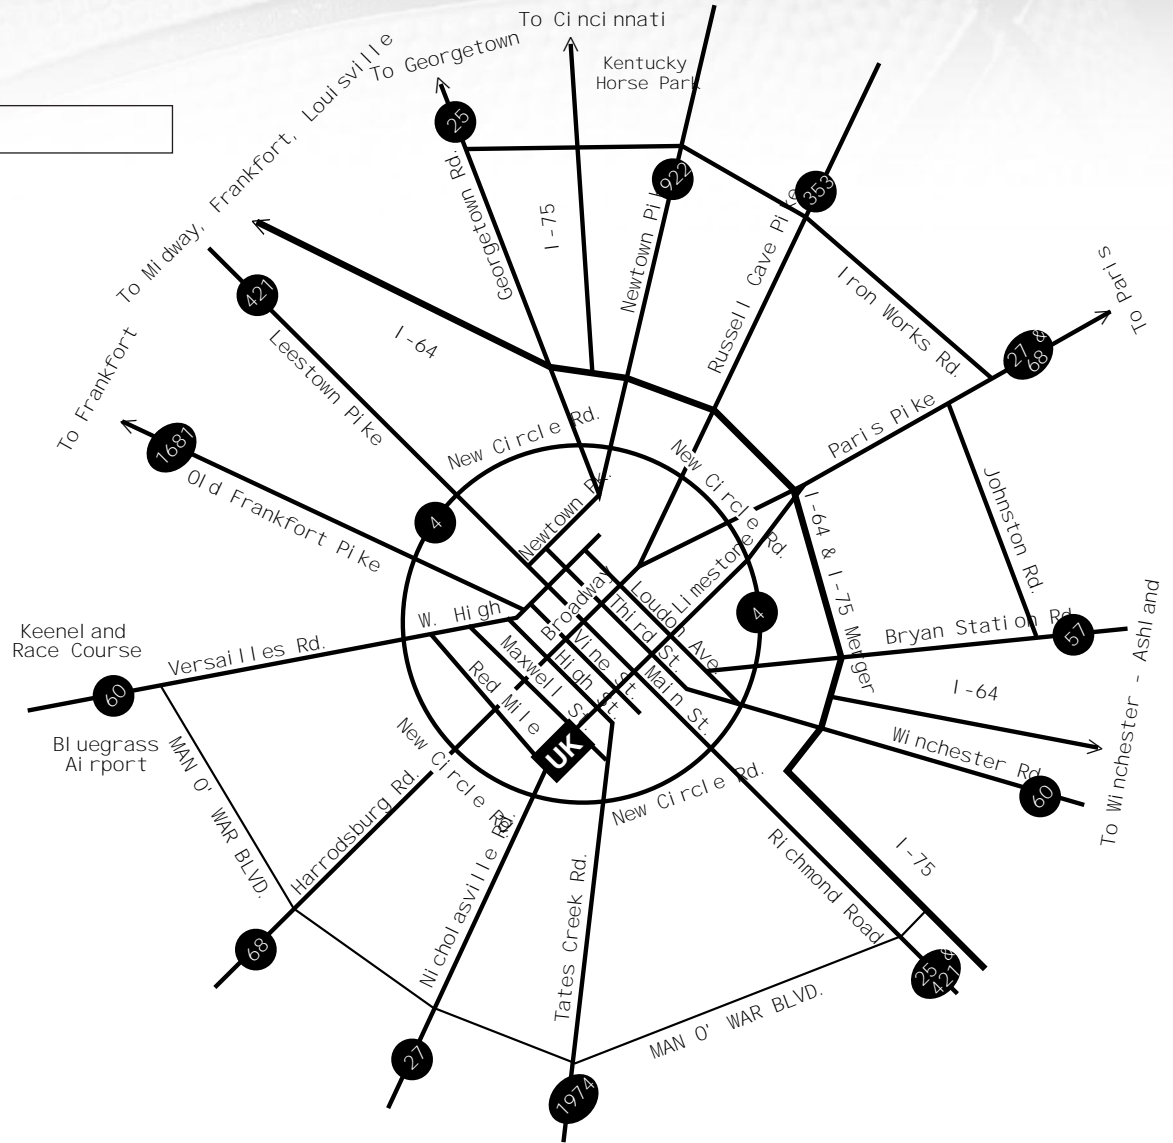 To Cincinnati
To Georgetown
Kentucky
Horse Park
To Midway, Frankfort, Louisville
25
922
353
Georgetown Rd.
I-75
Newtown Pike
Russell Cave Pike
Iron Works Rd.
To Paris
27 &
68
421
I-64
Leestown Pike
To Frankfort
1681
Old Frankfort Pike
New Circle Rd.
Paris Pike
New Circle Rd.
Johnston Rd.
4
Newtown Pk.
I-64 & I-75 Merger
Limestone
Broadway
Loudon Ave.
Third St.
4
W. High
Vine St.
High St.
Maxwell St.
Main St.
Red Mile
UK
Bryan Station Rd.
57
Keeneland
Race Course
Versailles Rd.
60
Bluegrass
Airport
I-64
Winchester Rd.
60
To Winchester - Ashland
MAN O' WAR BLVD.
New Circle Rd.
New Circle Rd.
Harrodsburg Rd.
68
Nicholasville Rd.
27
Tates Creek Rd.
1974
MAN O' WAR BLVD.
Richmond Road
I-75
25 &
421